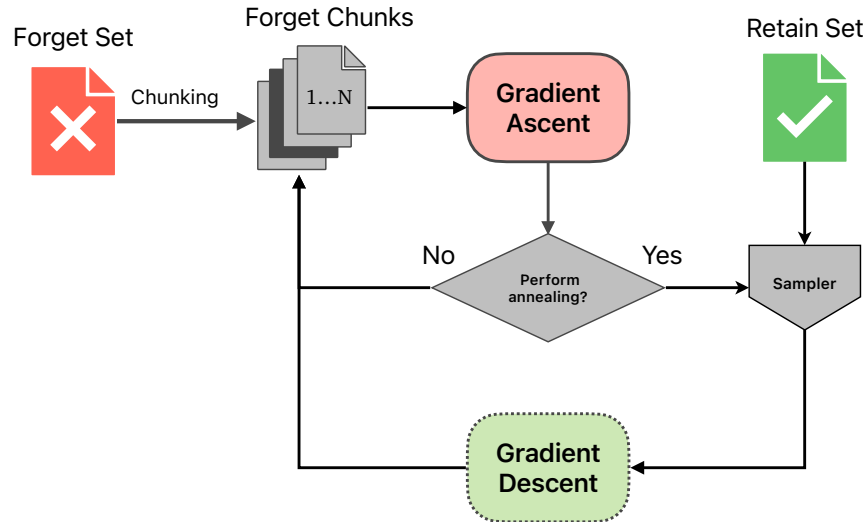 Forget Set
Forget Chunks
Retain Set
Chunking
1…N
Gradient
Ascent
No
Yes
Perform
annealing?
Sampler
Gradient
Descent